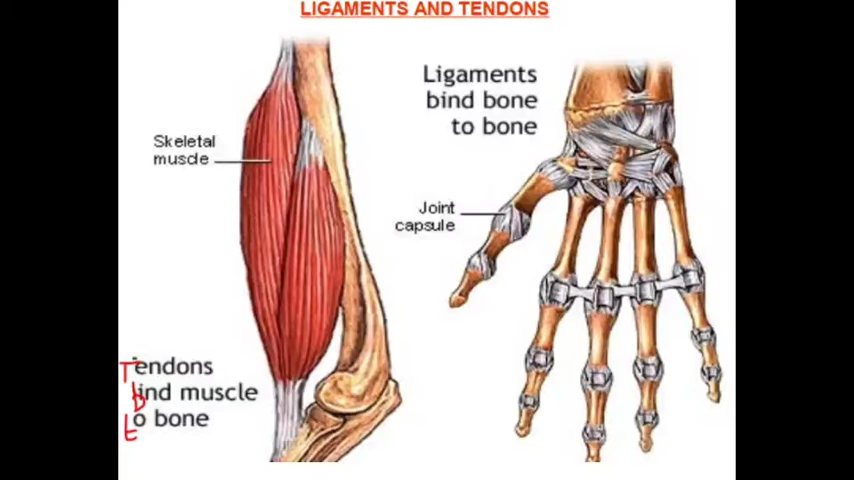 LIGAMENTS AND TENDONS
Ligaments
bind bone
to bone
Skeletal
muscle
Joint
capsule
Tendons
bind muscle
to bone